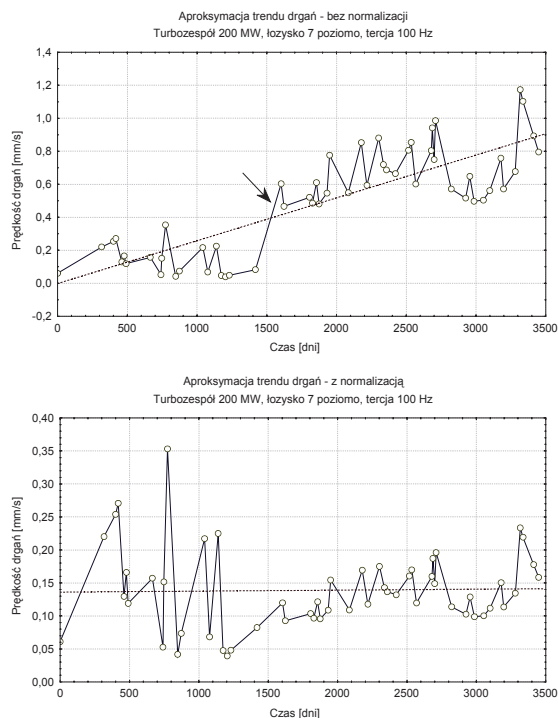 Aproksymacja trendu drgań - bez normalizacji
Turbozespół 200 MW, łozysko 7 poziomo, tercja 100 Hz
1,4
1,2
1,0
0,8
0,6
0,4
0,2
0,0
-0,2
Prędkość drgań [mm/s]
0 500 1000 1500 2000 2500 3000 3500
Czas [dni]
Aproksymacja trendu drgań - z normalizacją
Turbozespół 200 MW, łozysko 7 poziomo, tercja 100 Hz
0,40
0,35
0,30
0,25
0,20
0,15
0,10
0,05
0,00
Prędkość drgań [mm/s]
0 500 1000 1500 2000 2500 3000 3500
Czas [dni]